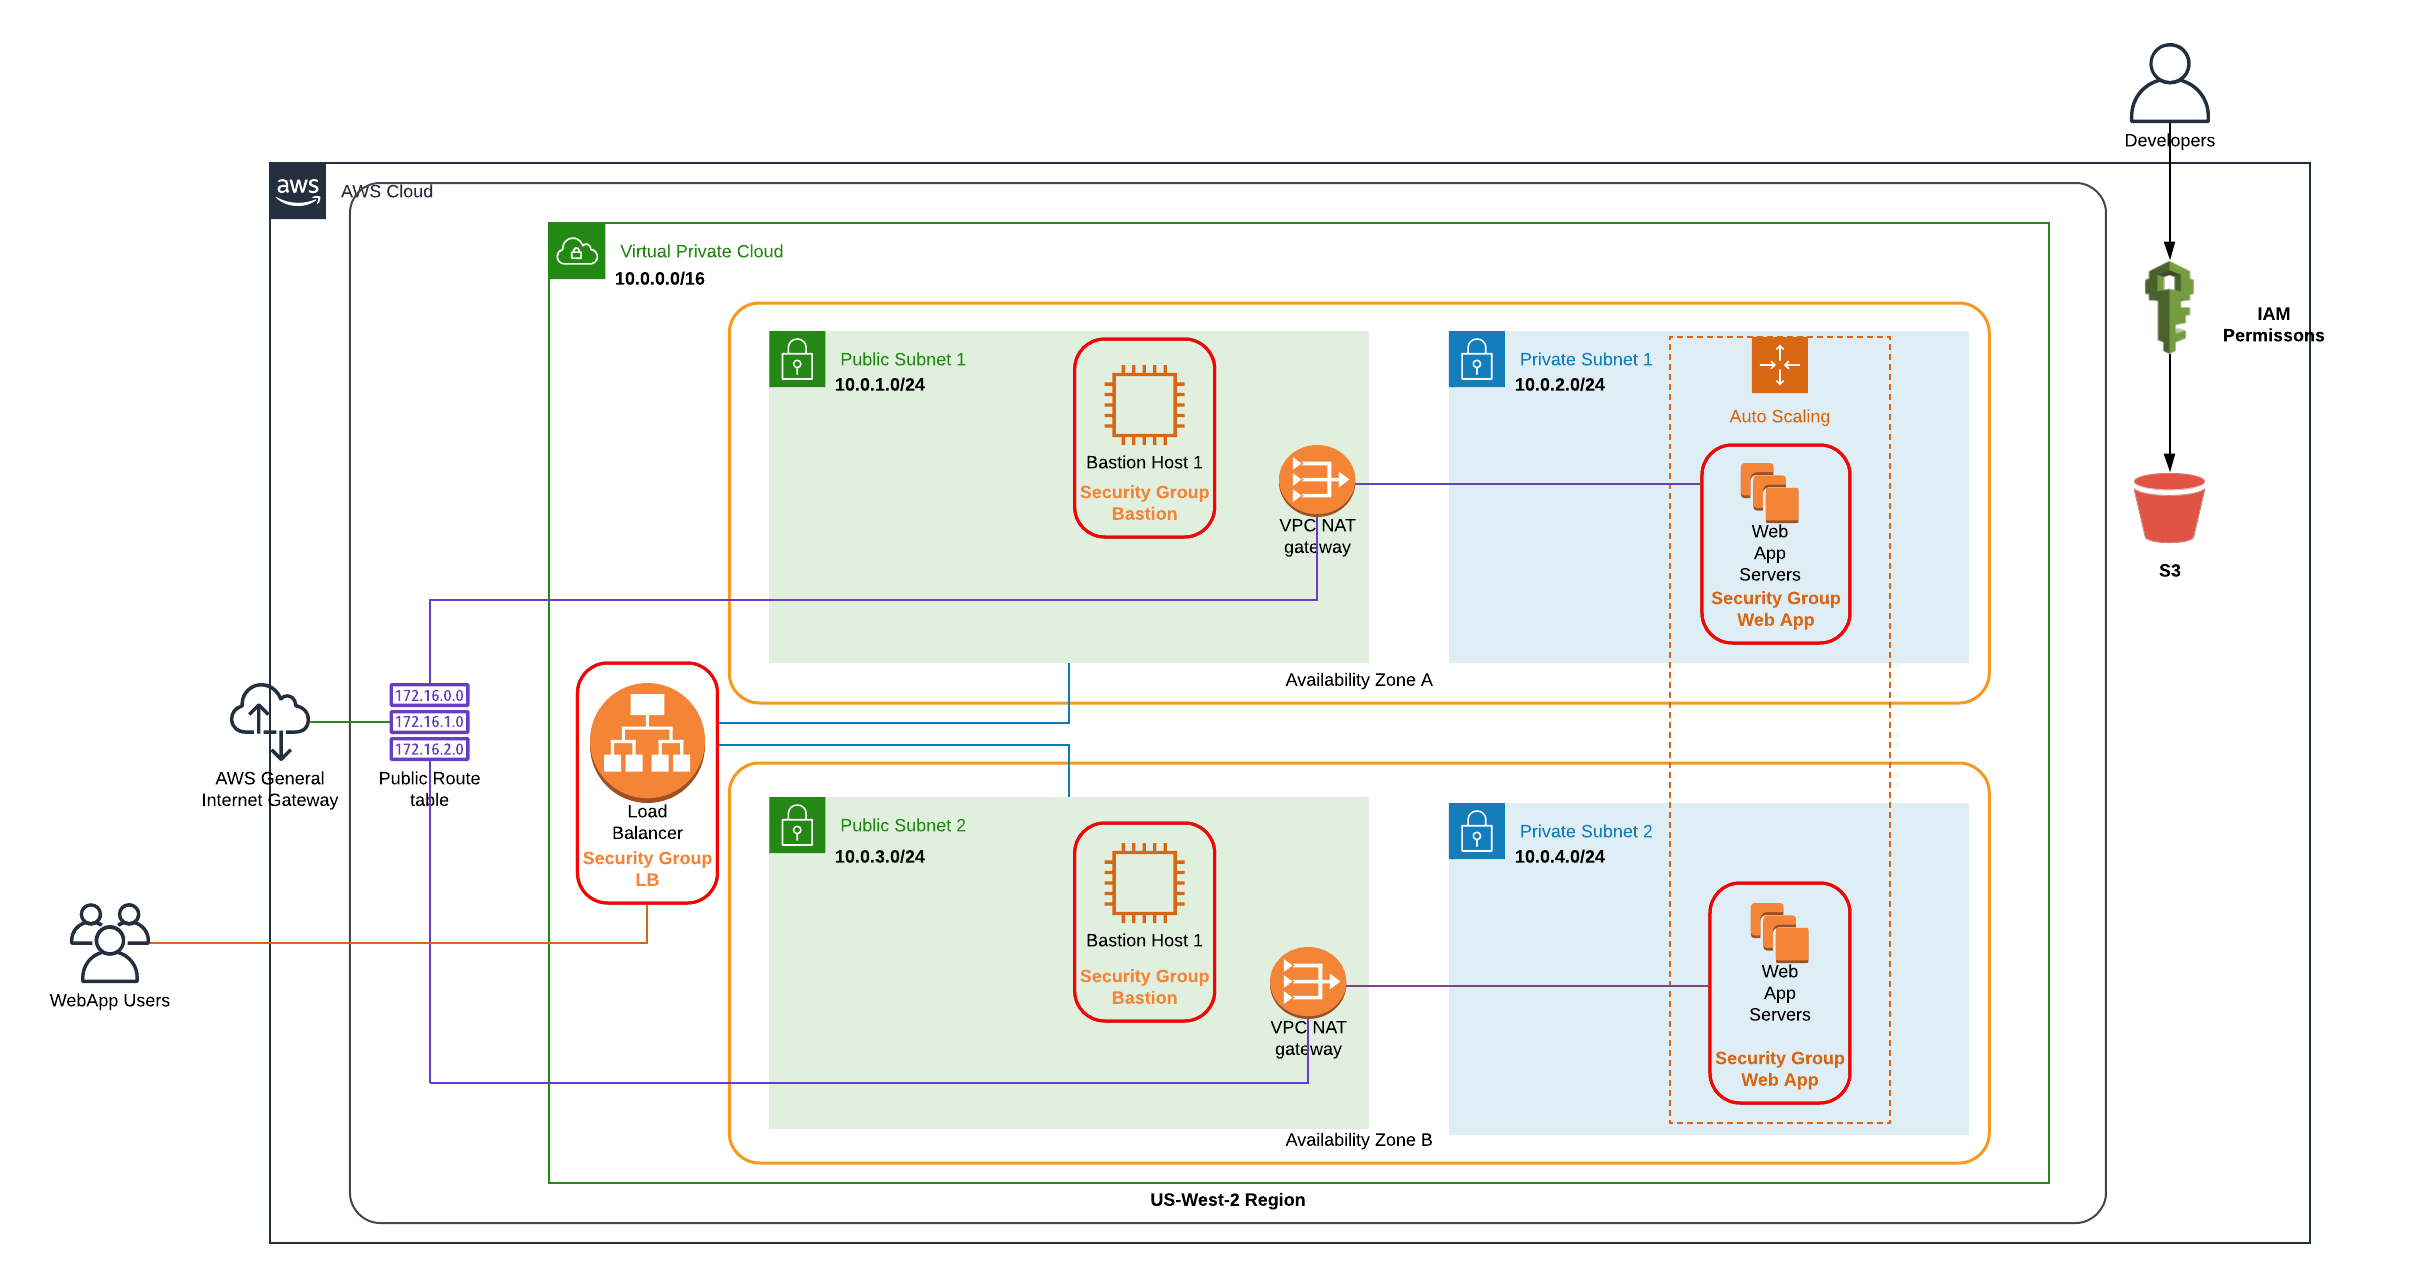 Developers
aws
AWS Cloud
Virtual Private Cloud
10.0.0.0/16
IAM
Permissons
Public Subnet 1
10.0.1.0/24
Bastion Host 1
Security Group
Bastion
VPC NAT
gateway
Private Subnet 1
10.0.2.0/24
Auto Scaling
Web
App
Servers
Security Group
Web App
S3
Availability Zone A
172.16.0.0
172.16.1.0
172.16.2.0
AWS General
Internet Gateway
Public Route
table
Load
Balancer
Security Group
LB
Public Subnet 2
10.0.3.0/24
Bastion Host 1
Security Group
Bastion
VPC NAT
gateway
Private Subnet 2
10.0.4.0/24
Web
App
Servers
Security Group
Web App
WebApp Users
Availability Zone B
US-West-2 Region